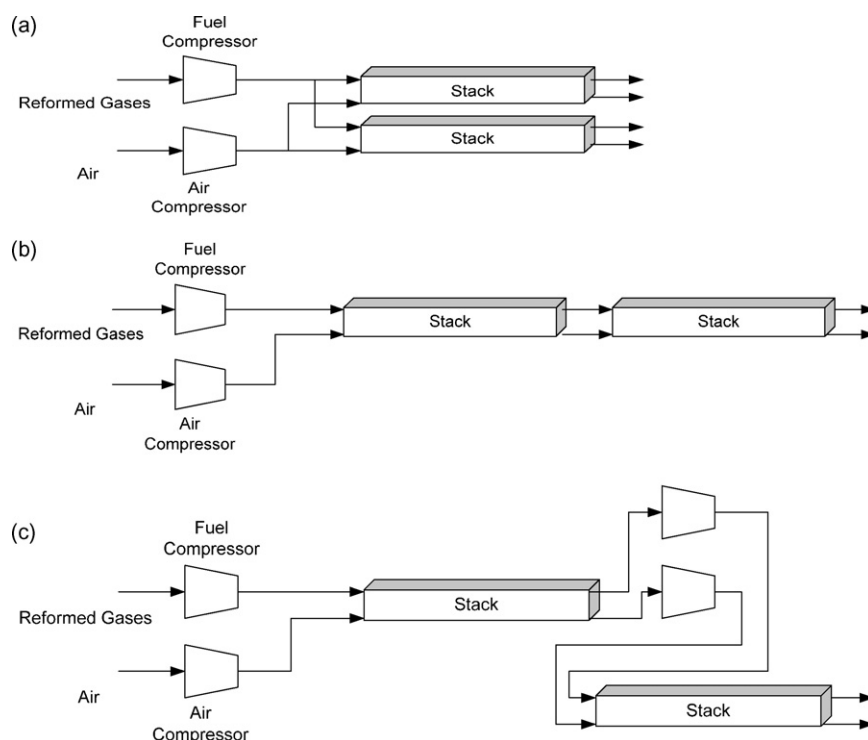 (a)
Fuel
Compressor
Reformed Gases
Stack
Stack
Air
Air
Compressor
(b)
Fuel
Compressor
Reformed Gases
Stack
Stack
Air
Air
Compressor
(c)
Fuel
Compressor
Reformed Gases
Stack
Air
Air
Compressor
Stack